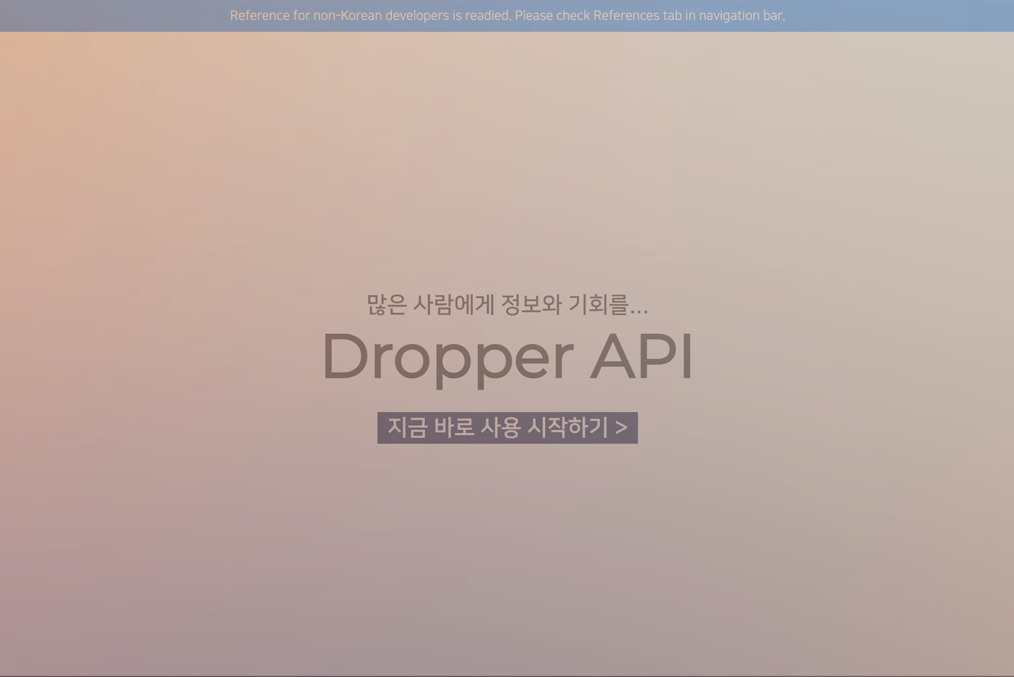 Reference for non-Korean developers is readied. Please check References tab in navigation bar.
많은 사람에게 정보와 기회를...
Dropper API
지금 바로 사용 시작하기 >